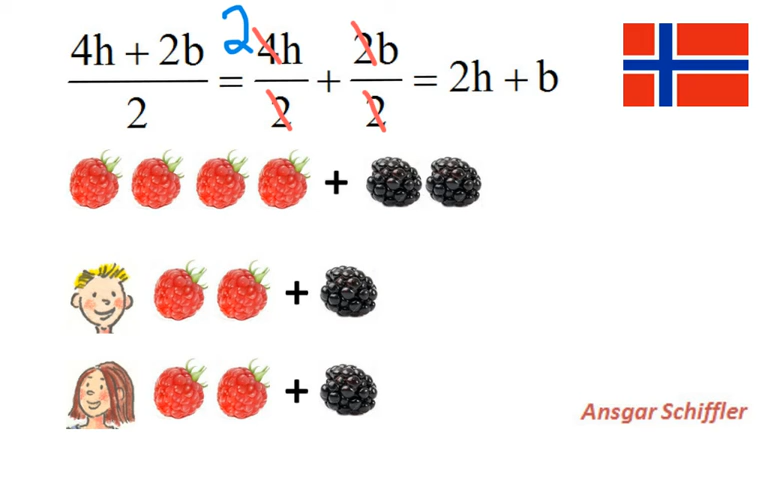 (4h + 2b)/2 = 2 4h/2 + 2b/2 = 2h + b
+
+
+
Ansgar Schiffler